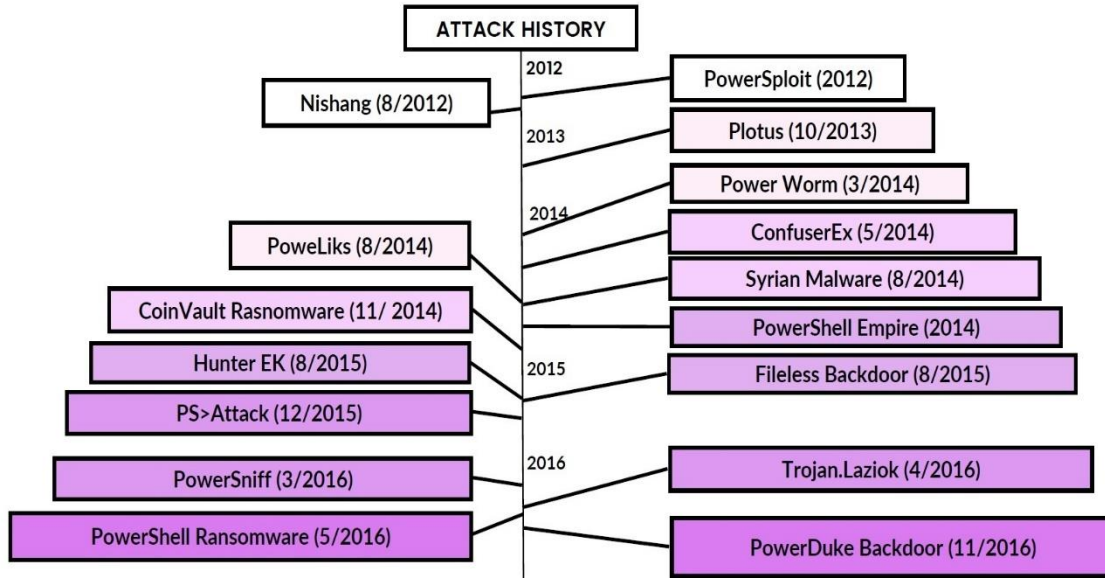 ATTACK HISTORY
2012
PowerSploit (2012)
Nishang (8/2012)
2013
Plotus (10/2013)
Power Worm (3/2014)
2014
ConfuserEx (5/2014)
PoweLiks (8/2014)
Syrian Malware (8/2014)
CoinVault Rasnomware (11/ 2014)
PowerShell Empire (2014)
Hunter EK (8/2015)
2015
Fileless Backdoor (8/2015)
PS>Attack (12/2015)
2016
PowerSniff (3/2016)
Trojan.Laziok (4/2016)
PowerShell Ransomware (5/2016)
PowerDuke Backdoor (11/2016)